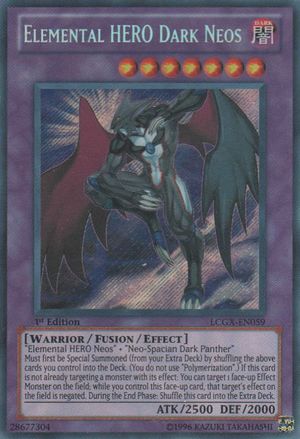 ELEMENTAL HERO DARK NEOS
DARK
闇
1st Edition
LCGX-EN059
[WARRIOR / FUSION / EFFECT]
"Elemental HERO Neos" + "Neo-Spacian Dark Panther"
Must first be Special Summoned (from your Extra Deck) by shuffling the above
cards you control into the Deck. (You do not use "Polymerization".) If this card
is not already targeting a monster with its effect: You can target 1 face-up Effect
Monster on the field; while you control this face-up card, that target's effects on
the field is negated. During the End Phase: Shuffle this card into the Extra Deck.
ATK/2500 DEF/2000
28677304
©1996 KAZUKI TAKAHASHI